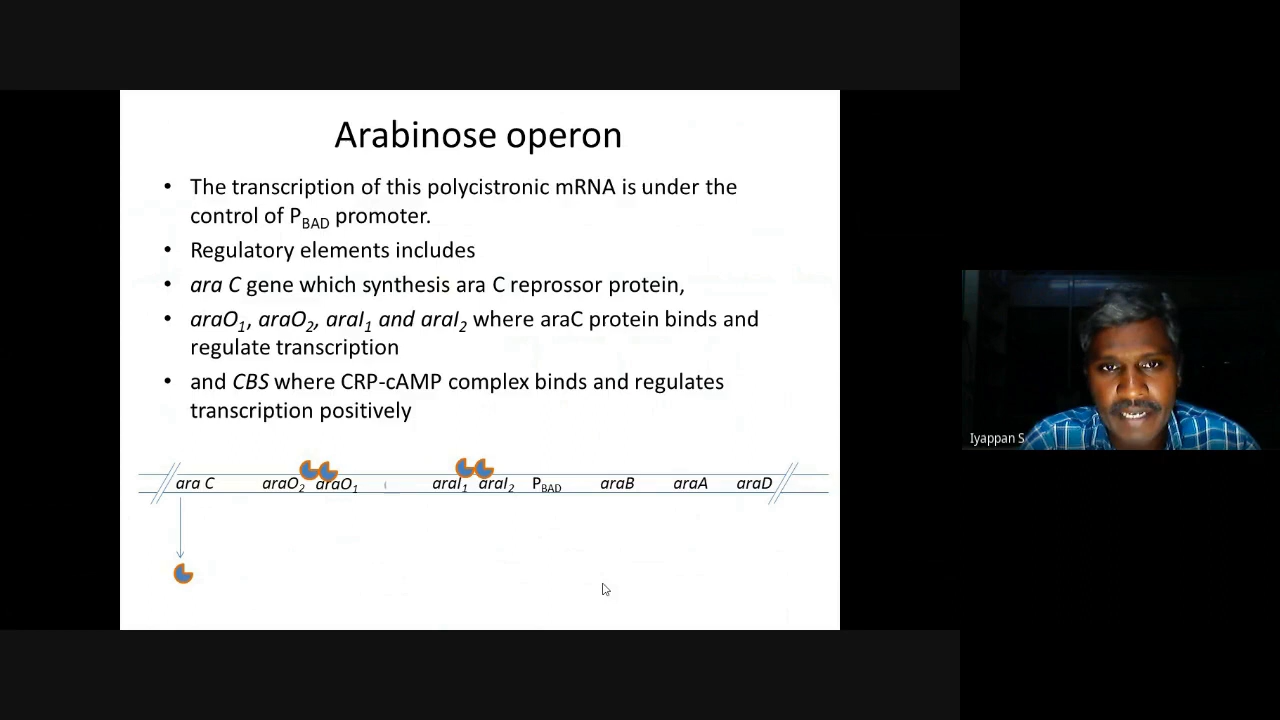 Arabinose operon
• The transcription of this polycistronic mRNA is under the
control of PBAD promoter.
• Regulatory elements includes
• ara C gene which synthesis ara C reprossor protein,
• araO1, araO2, araI1 and araI2 where araC protein binds and
regulate transcription
• and CBS where CRP-cAMP complex binds and regulates
transcription positively
ara C araO2 araO1 araI1 araI2 PBAD araB araA araD
Iyappan S